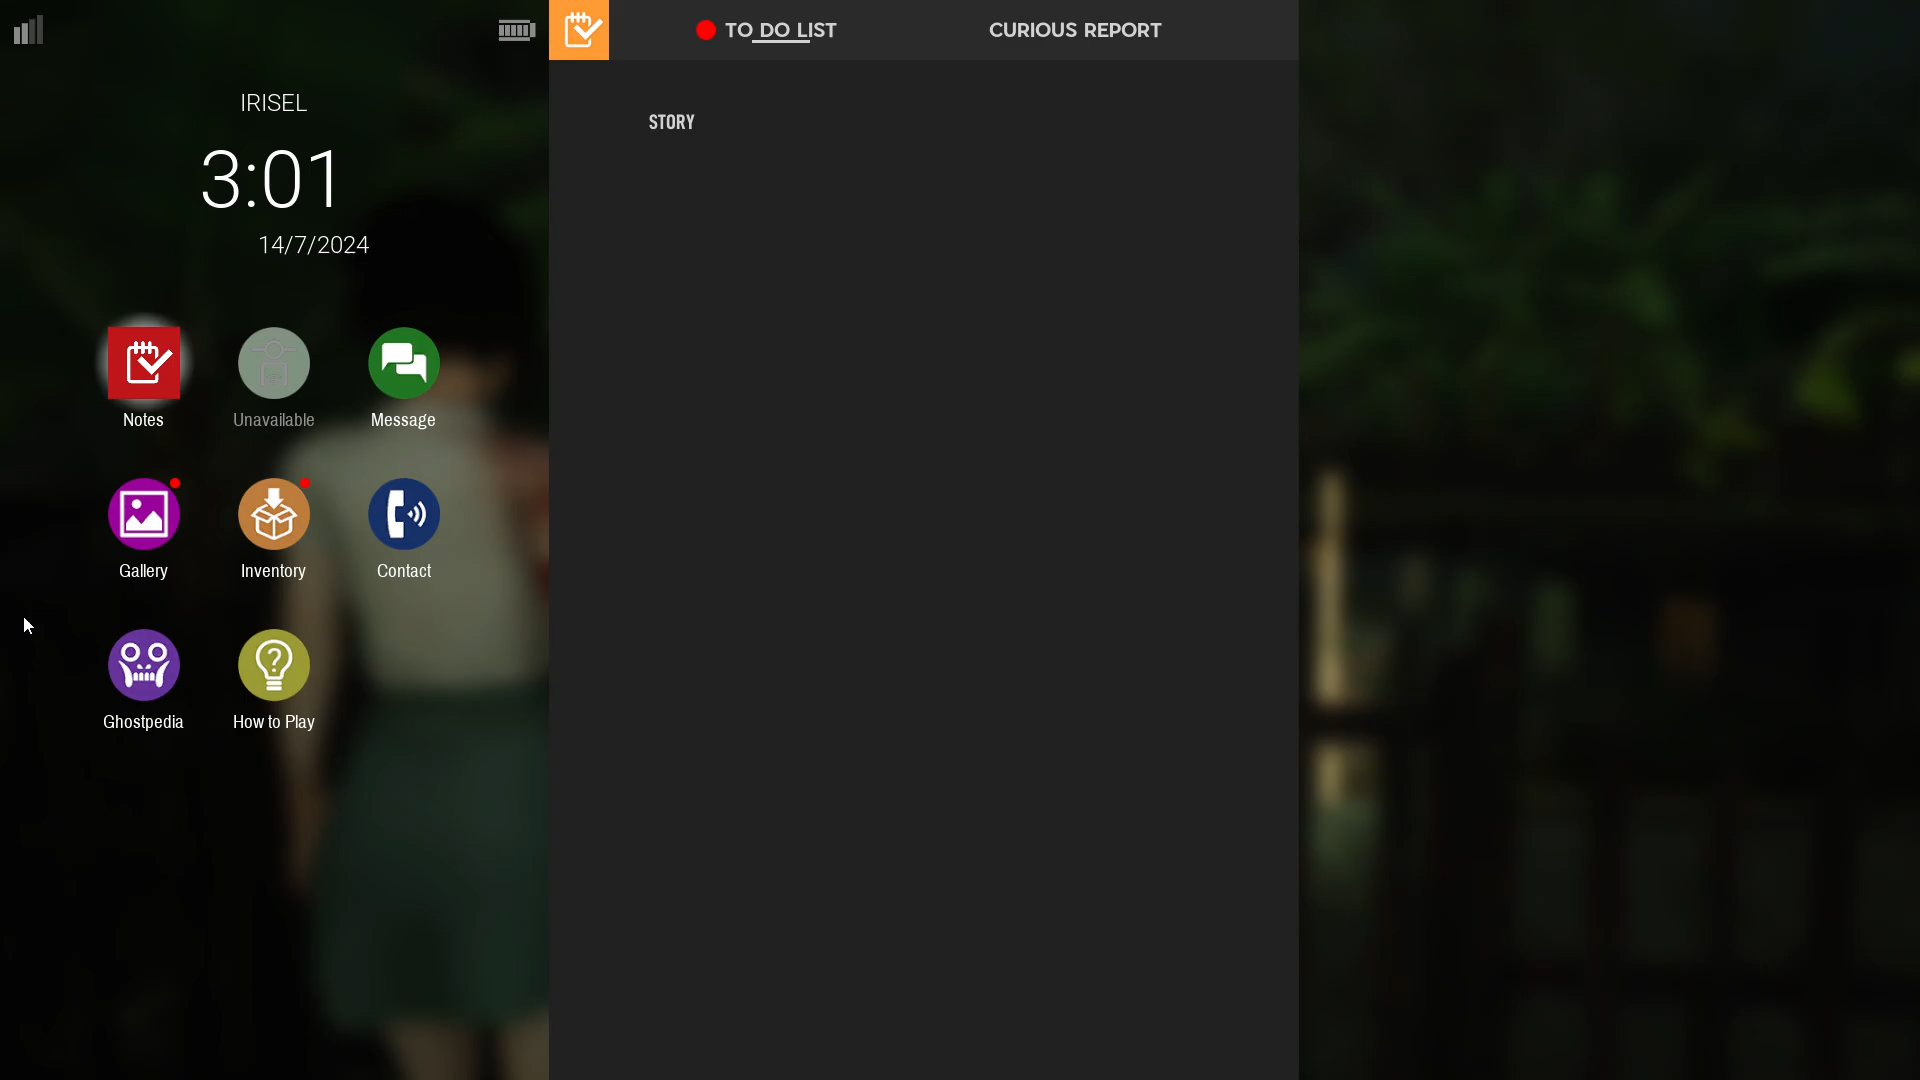 TO DO LIST
CURIOUS REPORT
IRISEL
3:01
14/7/2024
STORY
Notes
Unavailable
Message
Gallery
Inventory
Contact
Ghostpedia
How to Play